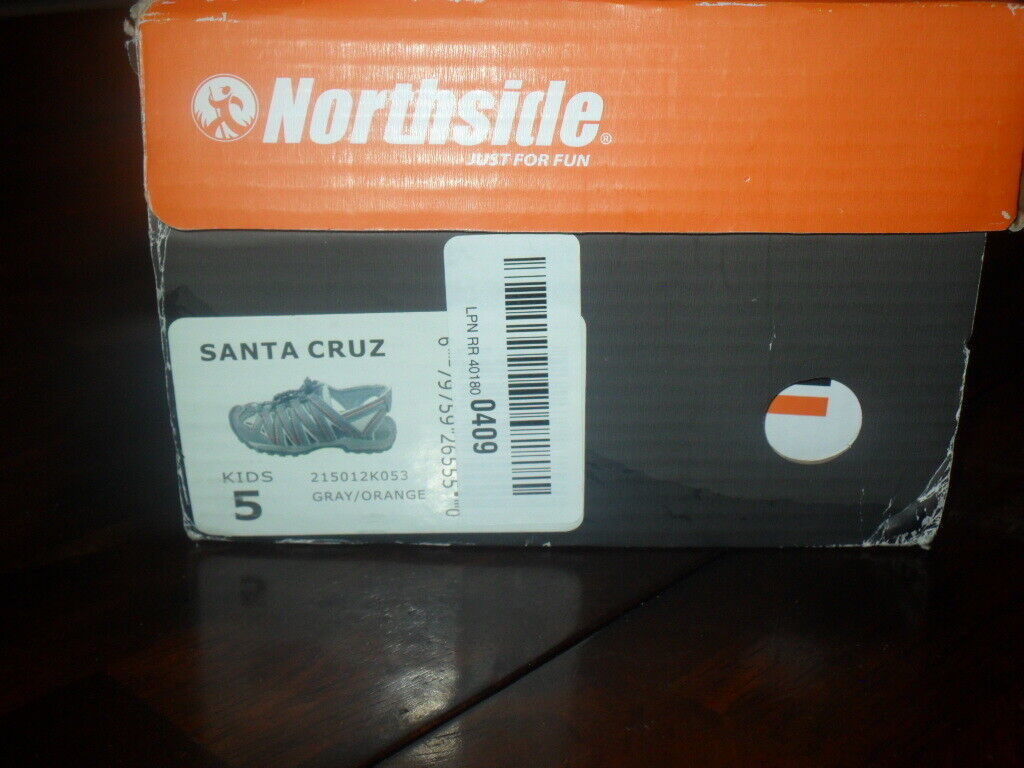 Northside®
JUST FOR FUN
SANTA CRUZ
KIDS
5
215012K053
GRAY/ORANGE
LPN RR 40180 0409